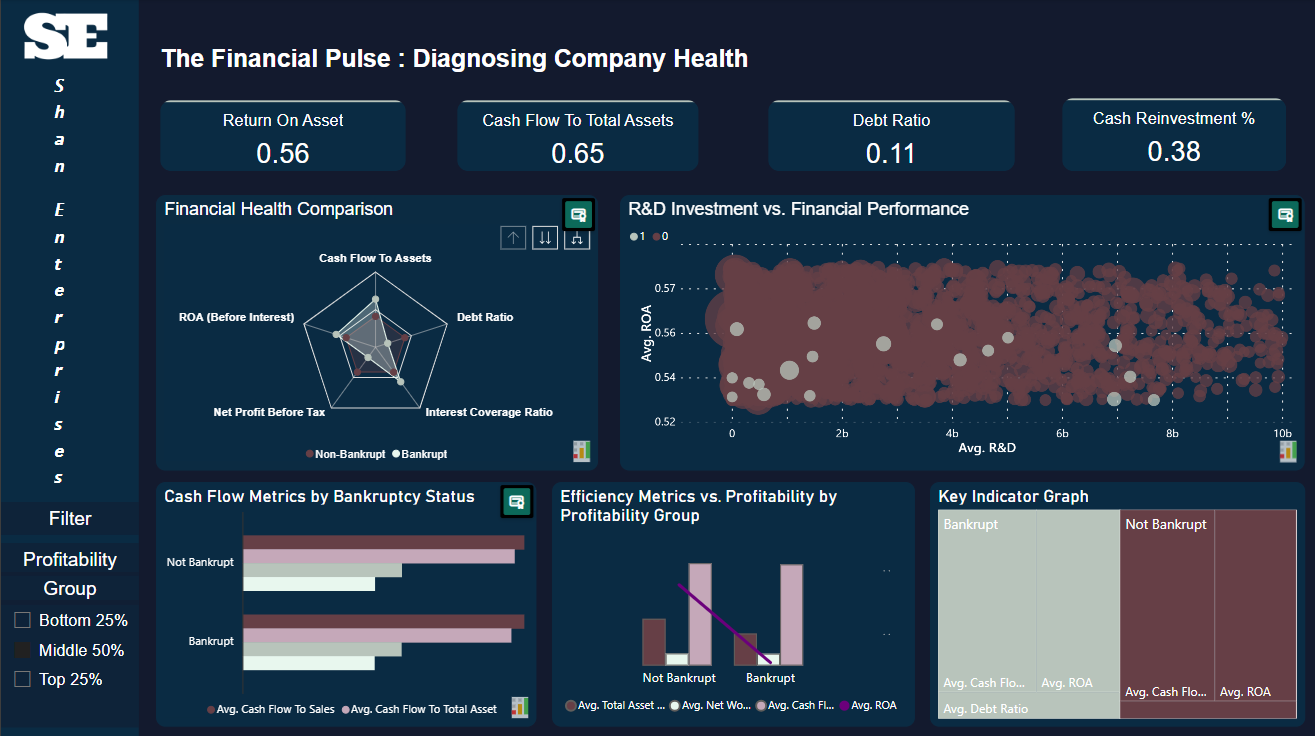 SE
Shan
Enterprises
Filter
Profitability
Group
Bottom 25%
Middle 50%
Top 25%
The Financial Pulse : Diagnosing Company Health
Return On Asset
0.56
Cash Flow To Total Assets
0.65
Debt Ratio
0.11
Cash Reinvestment %
0.38
Financial Health Comparison
Cash Flow To Assets
ROA (Before Interest)
Debt Ratio
Net Profit Before Tax
Interest Coverage Ratio
Non-Bankrupt
Bankrupt
R&D Investment vs. Financial Performance
1
0
Avg. ROA
0.57
0.56
0.54
0.52
0
2b
4b
6b
8b
10b
Avg. R&D
Cash Flow Metrics by Bankruptcy Status
Not Bankrupt
Bankrupt
Avg. Cash Flow To Sales
Avg. Cash Flow To Total Asset
Efficiency Metrics vs. Profitability by
Profitability Group
Not Bankrupt
Bankrupt
Avg. Total Asset ...
Avg. Net Wo...
Avg. Cash Fl...
Avg. ROA
Key Indicator Graph
Bankrupt
Avg. Cash Flo...
Avg. ROA
Avg. Debt Ratio
Not Bankrupt
Avg. Cash Flo...
Avg. ROA